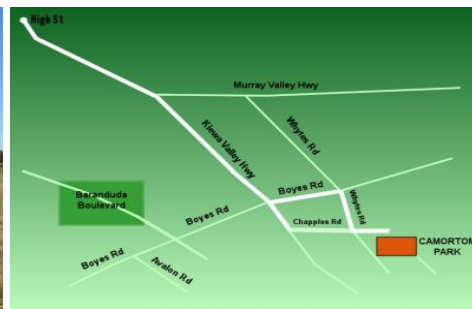 High St
Murray Valley Hwy
Kiewa Valley Hwy
Whytes Rd
Boyes Rd
Whytes Rd
Chapples Rd
Baranduda
Boulevard
Boyes Rd
Boyes Rd
Avalon Rd
CAMORTOM
PARK